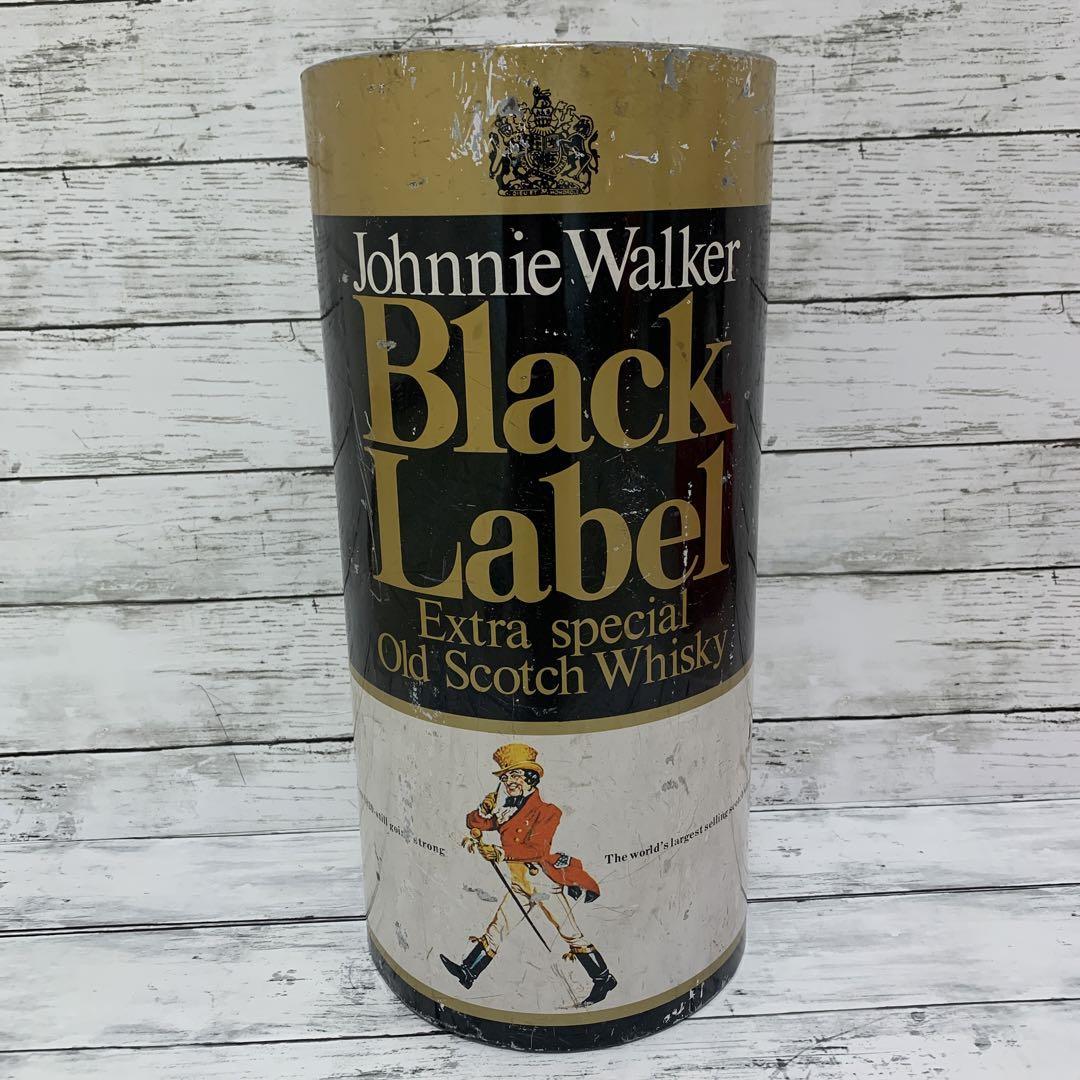 Johnnie Walker
Black
Label
Extra special
Old Scotch Whisky
still going strong
The world's largest selling